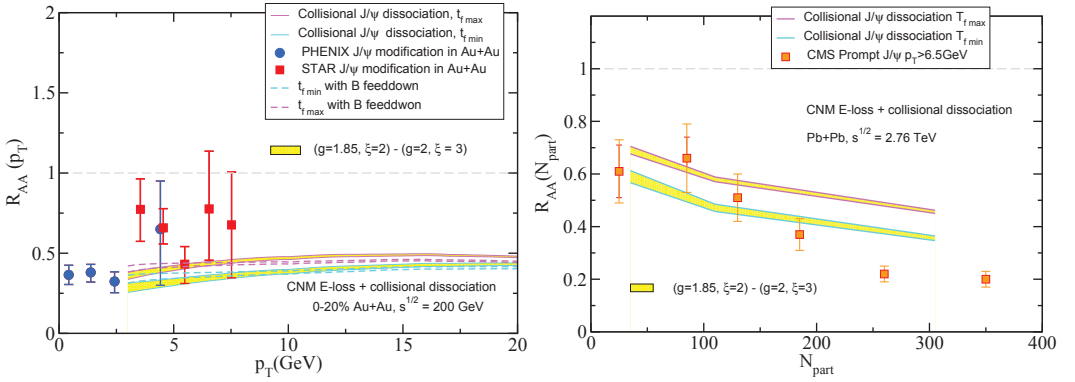 Collisional J/ψ dissociation, t_f max
Collisional J/ψ dissociation, t_f min
PHENIX J/ψ modification in Au+Au
STAR J/ψ modification in Au+Au
t_f min with B feeddown
t_f max with B feeddwon
(g=1.85, ξ=2) - (g=2, ξ = 3)
CNM E-loss + collisional dissociation
0-20% Au+Au, s^1/2 = 200 GeV
R_AA (p_T)
2
1.5
1
0.5
0
0 5 10 15 20
p_T(GeV)
Collisional J/ψ dissociation T_f max
Collisional J/ψ dissociation T_f min
CMS Prompt J/ψ p_T>6.5GeV
CNM E-loss + collisional dissociation
Pb+Pb, s^1/2 = 2.76 TeV
(g=1.85, ξ=2) - (g=2, ξ=3)
R_AA(N_part)
1
0.8
0.6
0.4
0.2
0
0 100 200 300 400
N_part